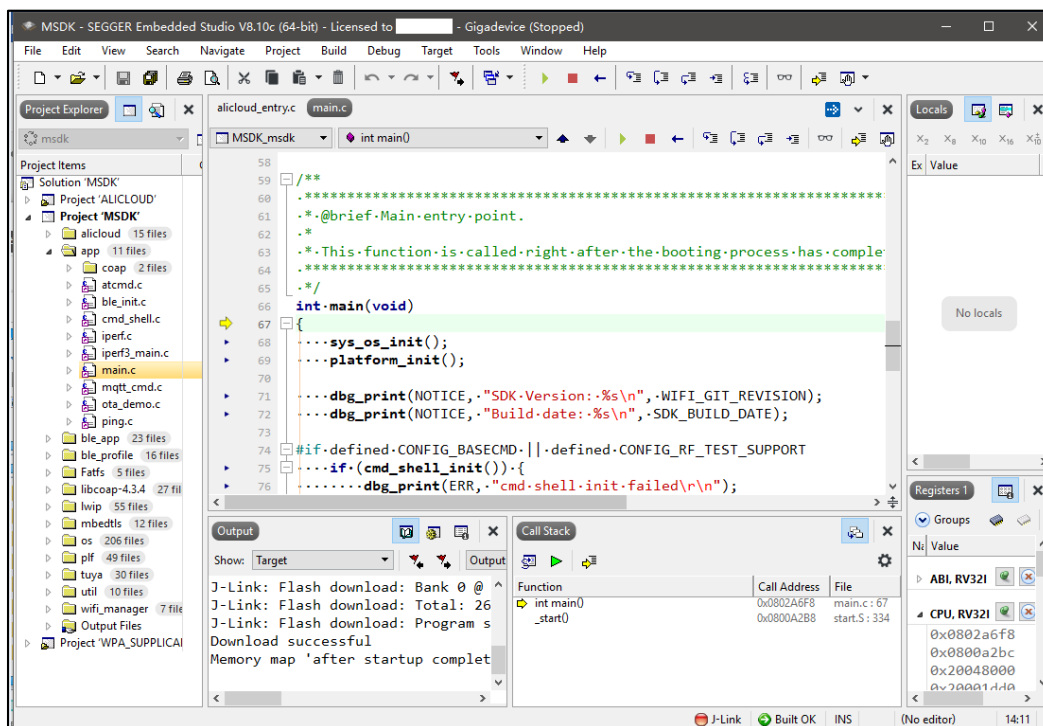 MSDK - SEGGER Embedded Studio V8.10c (64-bit) - Licensed to - Gigadevice (Stopped)
File Edit View Search Navigate Project Build Debug Target Tools Window Help
Project Explorer
msdk
Project Items
Solution 'MSDK'
Project 'ALICLOUD'
Project 'MSDK'
alicloud 15 files
app 11 files
coap 2 files
atcmd.c
ble_init.c
cmd_shell.c
iperf.c
iperf3_main.c
main.c
mqtt_cmd.c
ota_demo.c
ping.c
ble_app 23 files
ble_profile 16 files
Fatfs 5 files
libcoap-4.3.4 27 fil
lwip 55 files
mbedtls 12 files
os 206 files
plf 49 files
tuya 30 files
util 10 files
wifi_manager 7 file
Output Files
Project 'WPA_SUPPLICA
alicloud_entry.c main.c
MSDK_msdk int main()
58
59 /**
60 ·******************************************************************
61 ·*·@brief·Main·entry·point.
62 ·*
63 ·*·This·function·is·called·right·after·the·booting·process·has·complet
64 ·******************************************************************
65 ·*/
66 int·main(void)
67 {
68 ····sys_os_init();
69 ····platform_init();
70
71 ····dbg_print(NOTICE,·"SDK·Version:·%s\n",·WIFI_GIT_REVISION);
72 ····dbg_print(NOTICE,·"Build·date:·%s\n",·SDK_BUILD_DATE);
73
74 #if·defined·CONFIG_BASECMD·||·defined·CONFIG_RF_TEST_SUPPORT
75 ····if·(cmd_shell_init())·{
76 ········dbg_print(ERR,·"cmd·shell·init·failed\r\n");
Output
Show: Target Output
J-Link: Flash download: Bank 0 @
J-Link: Flash download: Total: 26
J-Link: Flash download: Program s
Download successful
Memory map 'after startup complet
Call Stack
Function Call Address File
int main() 0x0802A6F8 main.c : 67
_start() 0x0800A2B8 start.S : 334
Locals
X2 X8 X10 X16 X±10
Ex Value
No locals
Registers 1
Groups
Na Value
ABI, RV32I
CPU, RV32I
0x0802a6f8
0x0800a2bc
0x20048000
0x20001dd0
J-Link Built OK INS (No editor) 14:11